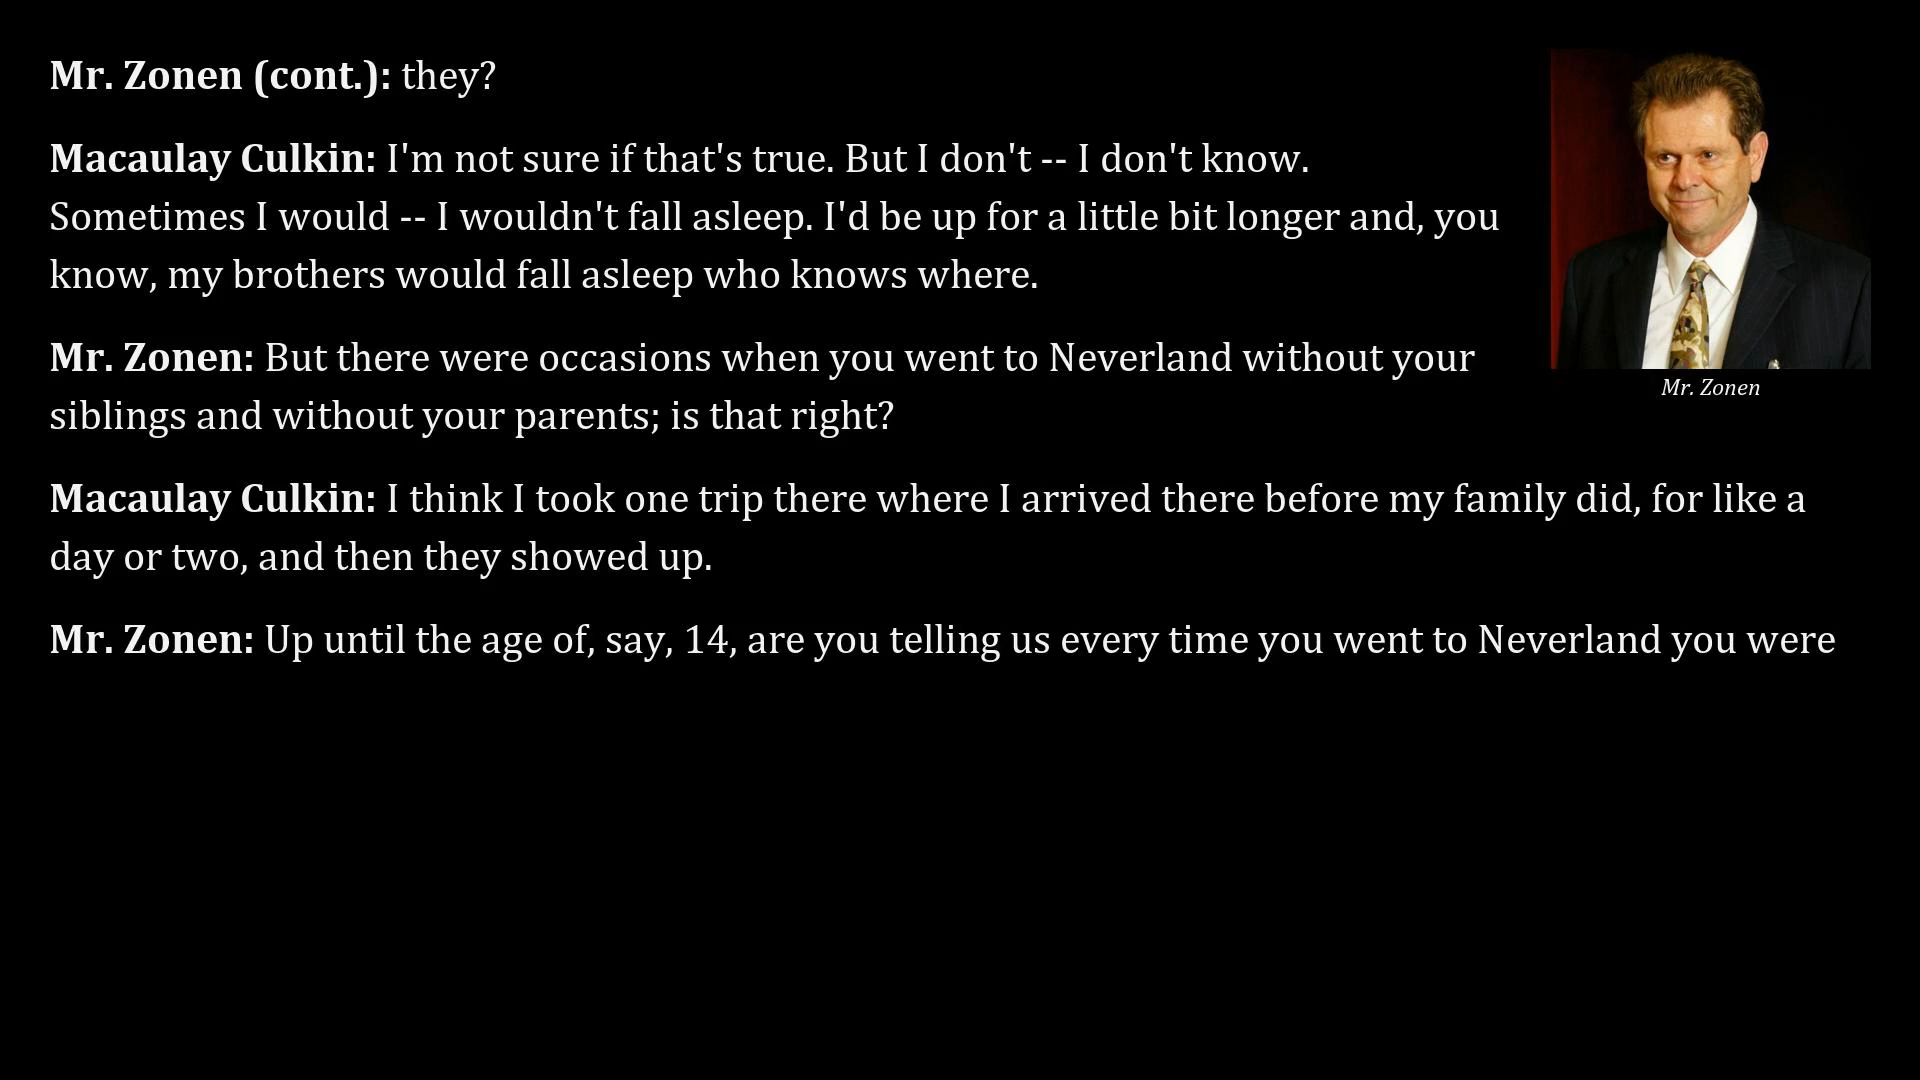 Mr. Zonen (cont.): they?
Macaulay Culkin: I'm not sure if that's true. But I don't -- I don't know.
Sometimes I would -- I wouldn't fall asleep. I'd be up for a little bit longer and, you
know, my brothers would fall asleep who knows where.
Mr. Zonen: But there were occasions when you went to Neverland without your
siblings and without your parents; is that right?
Mr. Zonen
Macaulay Culkin: I think I took one trip there where I arrived there before my family did, for like a
day or two, and then they showed up.
Mr. Zonen: Up until the age of, say, 14, are you telling us every time you went to Neverland you were